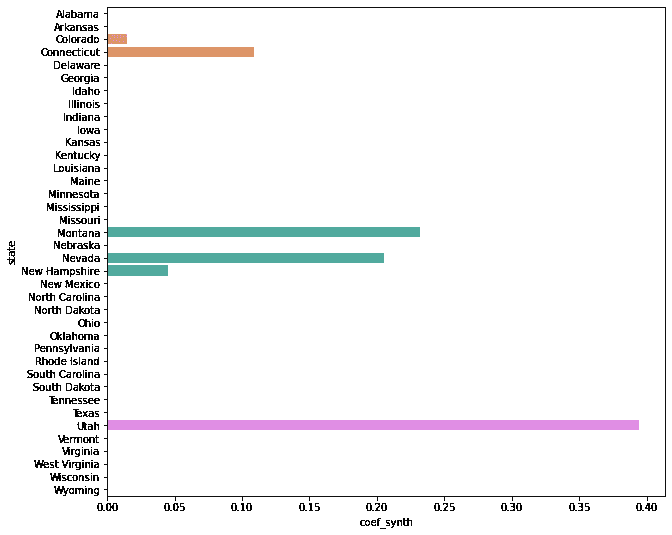 Alabama
Arkansas
Colorado
Connecticut
Delaware
Georgia
Idaho
Illinois
Indiana
Iowa
Kansas
Kentucky
Louisiana
Maine
Minnesota
Mississippi
Missouri
Montana
Nebraska
Nevada
New Hampshire
New Mexico
North Carolina
North Dakota
Ohio
Oklahoma
Pennsylvania
Rhode Island
South Carolina
South Dakota
Tennessee
Texas
Utah
Vermont
Virginia
West Virginia
Wisconsin
Wyoming
state
0.00 0.05 0.10 0.15 0.20 0.25 0.30 0.35 0.40
coef_synth